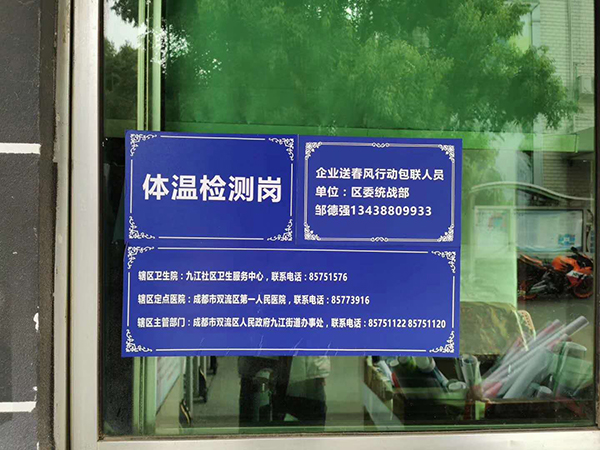 体温检测岗
企业送春风行动包联人员
单位：区委统战部
邹德强13438809933
辖区卫生院：九江社区卫生服务中心，联系电话：85751576
辖区定点医院：成都市双流区第一人民医院，联系电话：85773916
辖区主管部门：成都市双流区人民政府九江街道办事处，联系电话：85751122 85751120